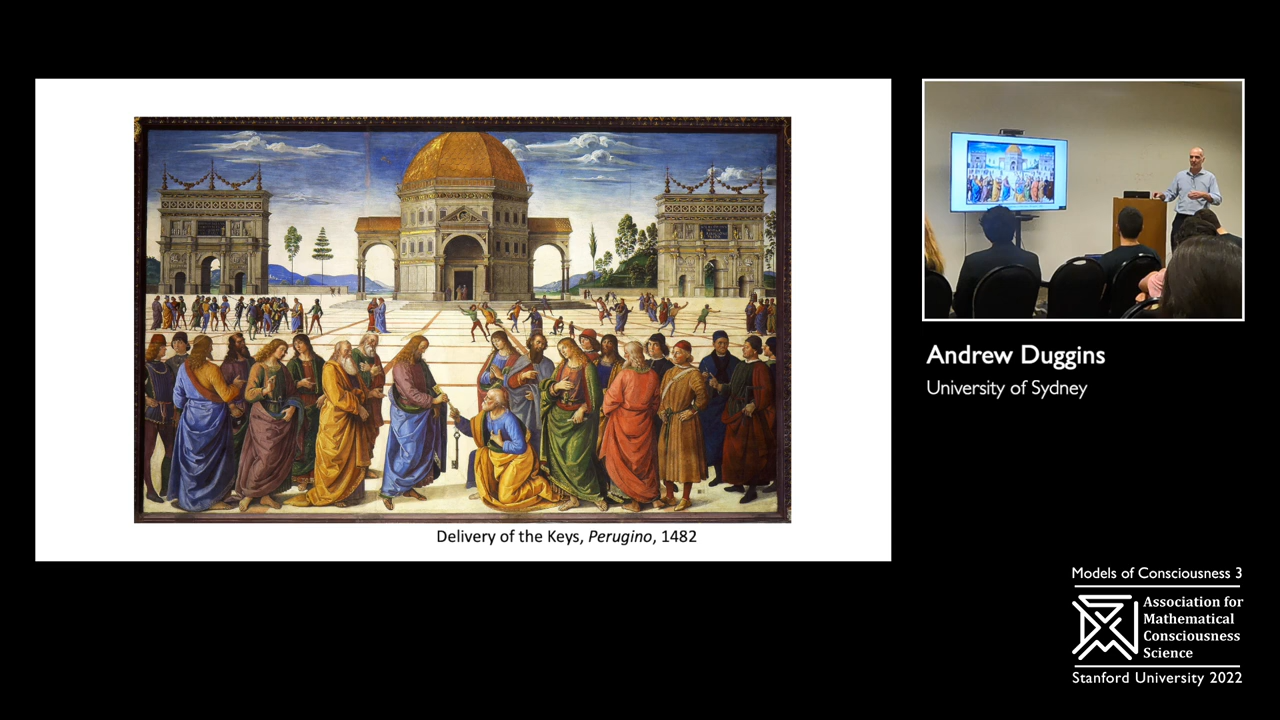 Delivery of the Keys, Perugino, 1482
Andrew Duggins
University of Sydney
Models of Consciousness 3
Association for
Mathematical
Consciousness
Science
Stanford University 2022